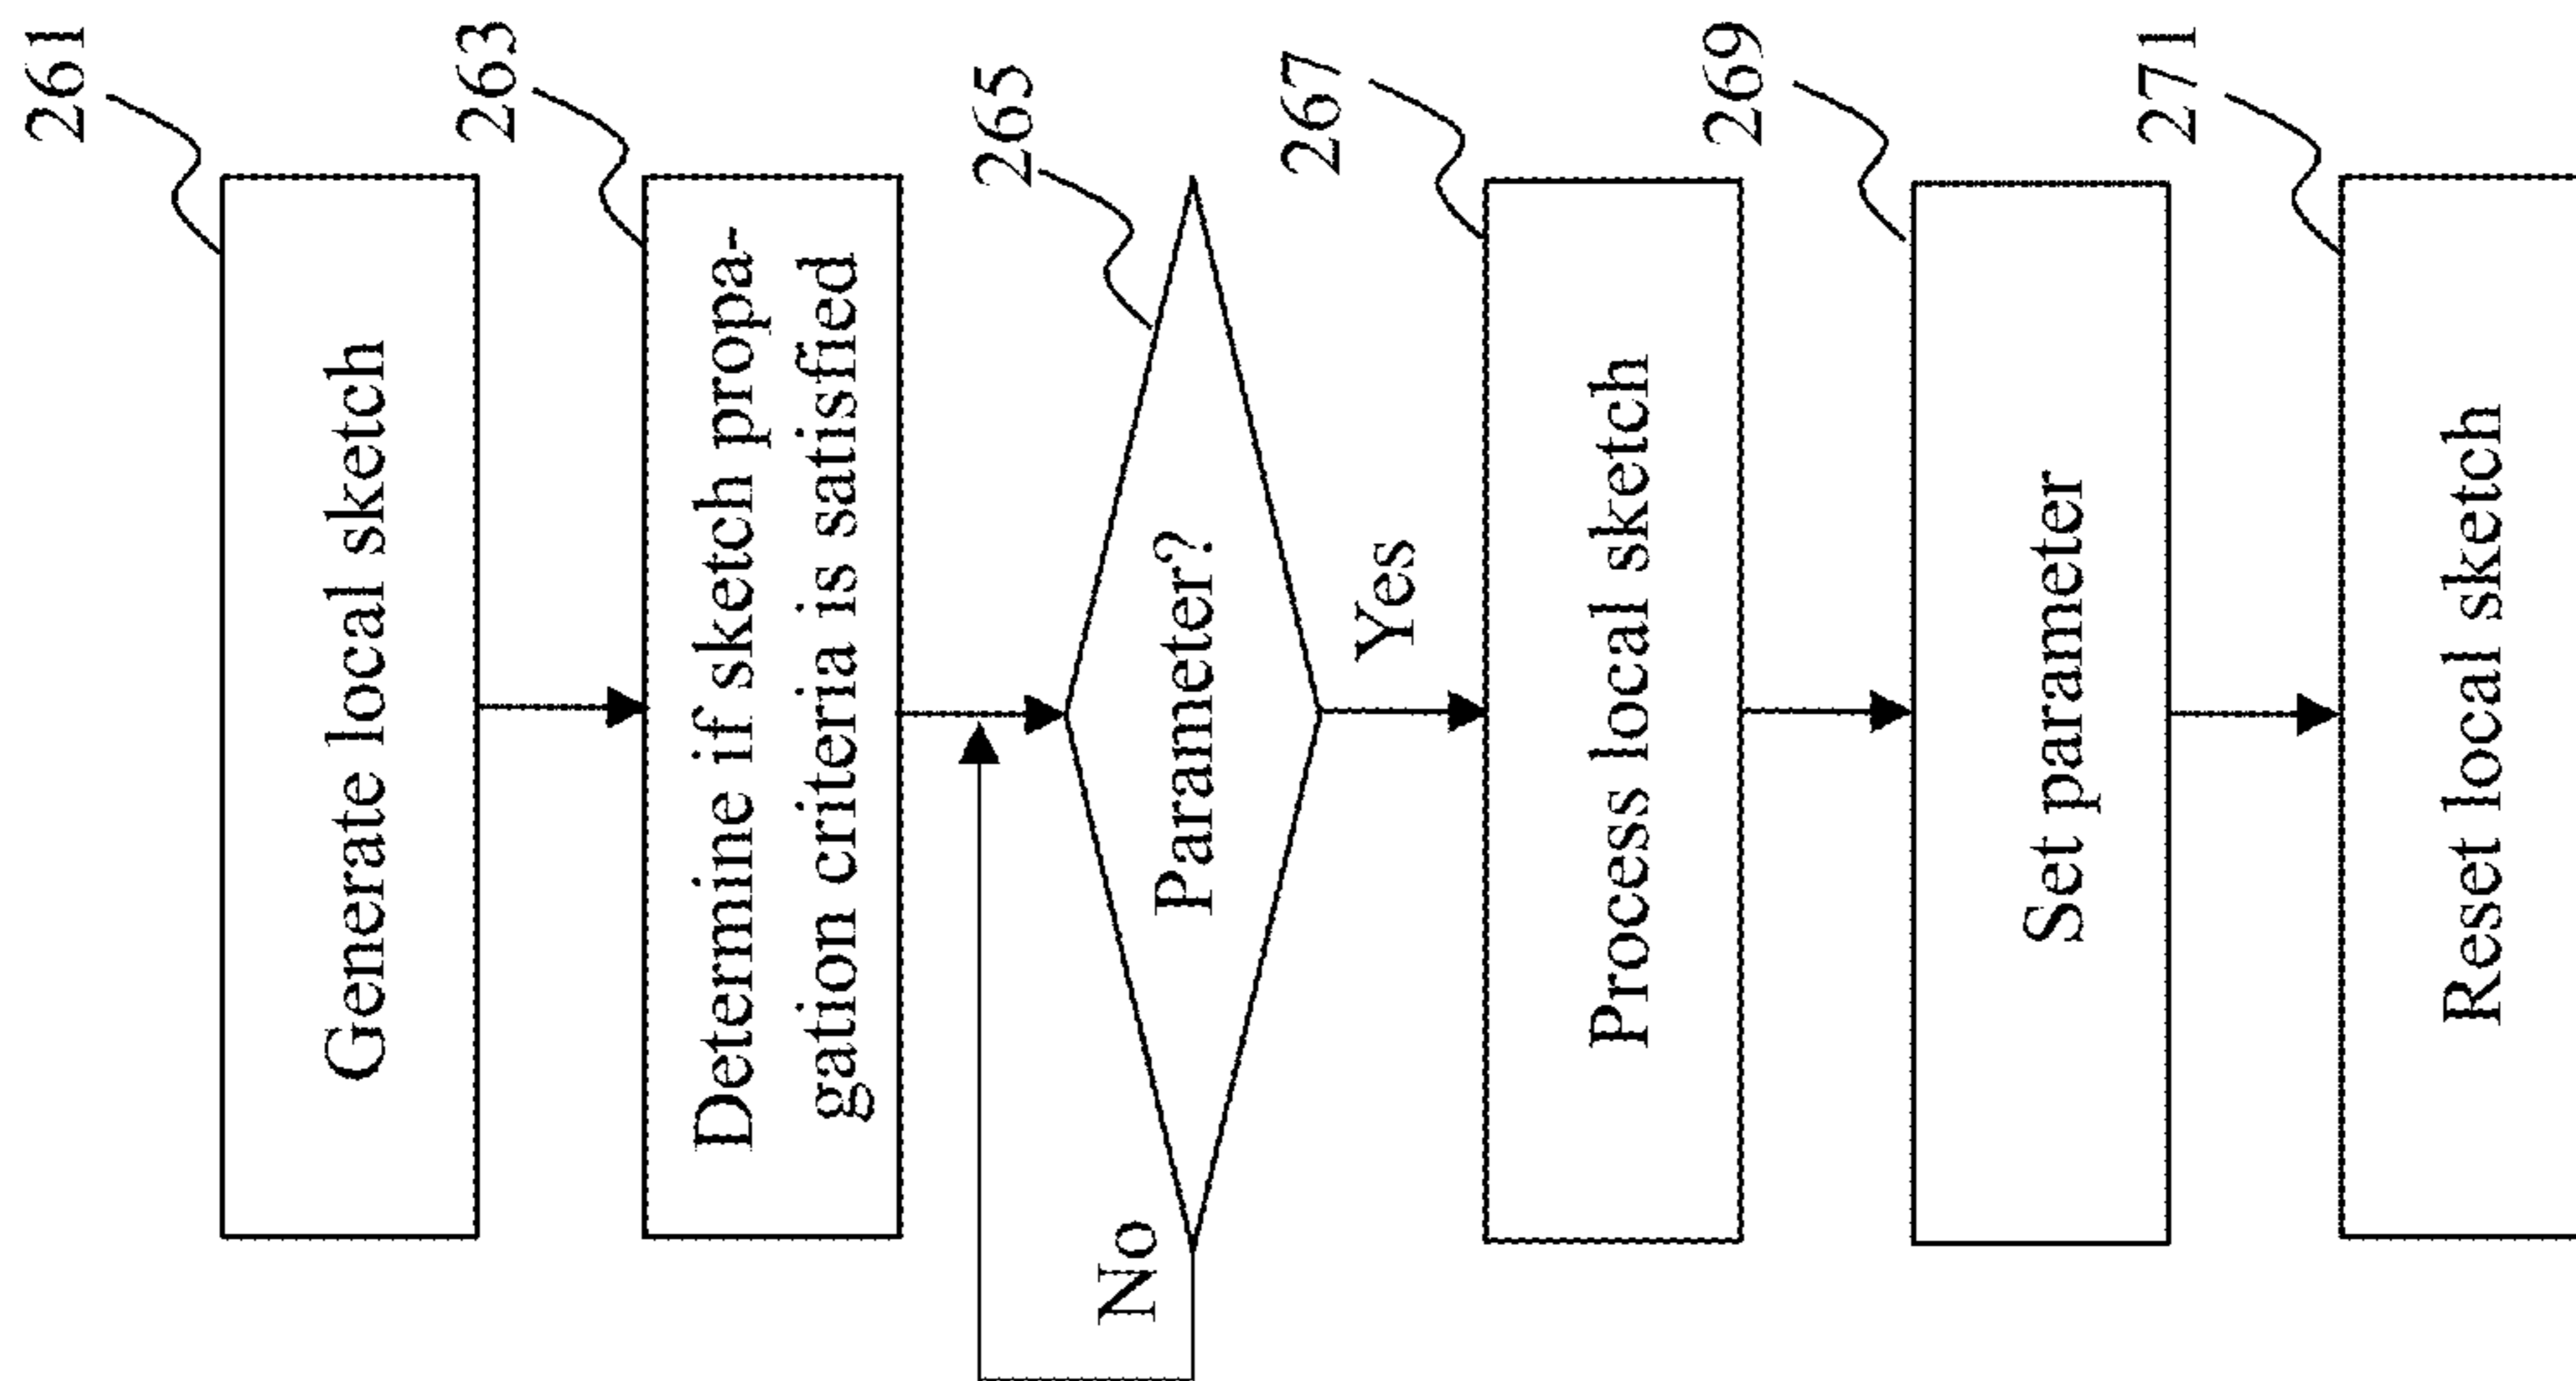 261
Generate local sketch
263
Determine if sketch propa-
gation criteria is satisfied
265
Parameter?
No
Yes
267
Process local sketch
269
Set parameter
271
Reset local sketch